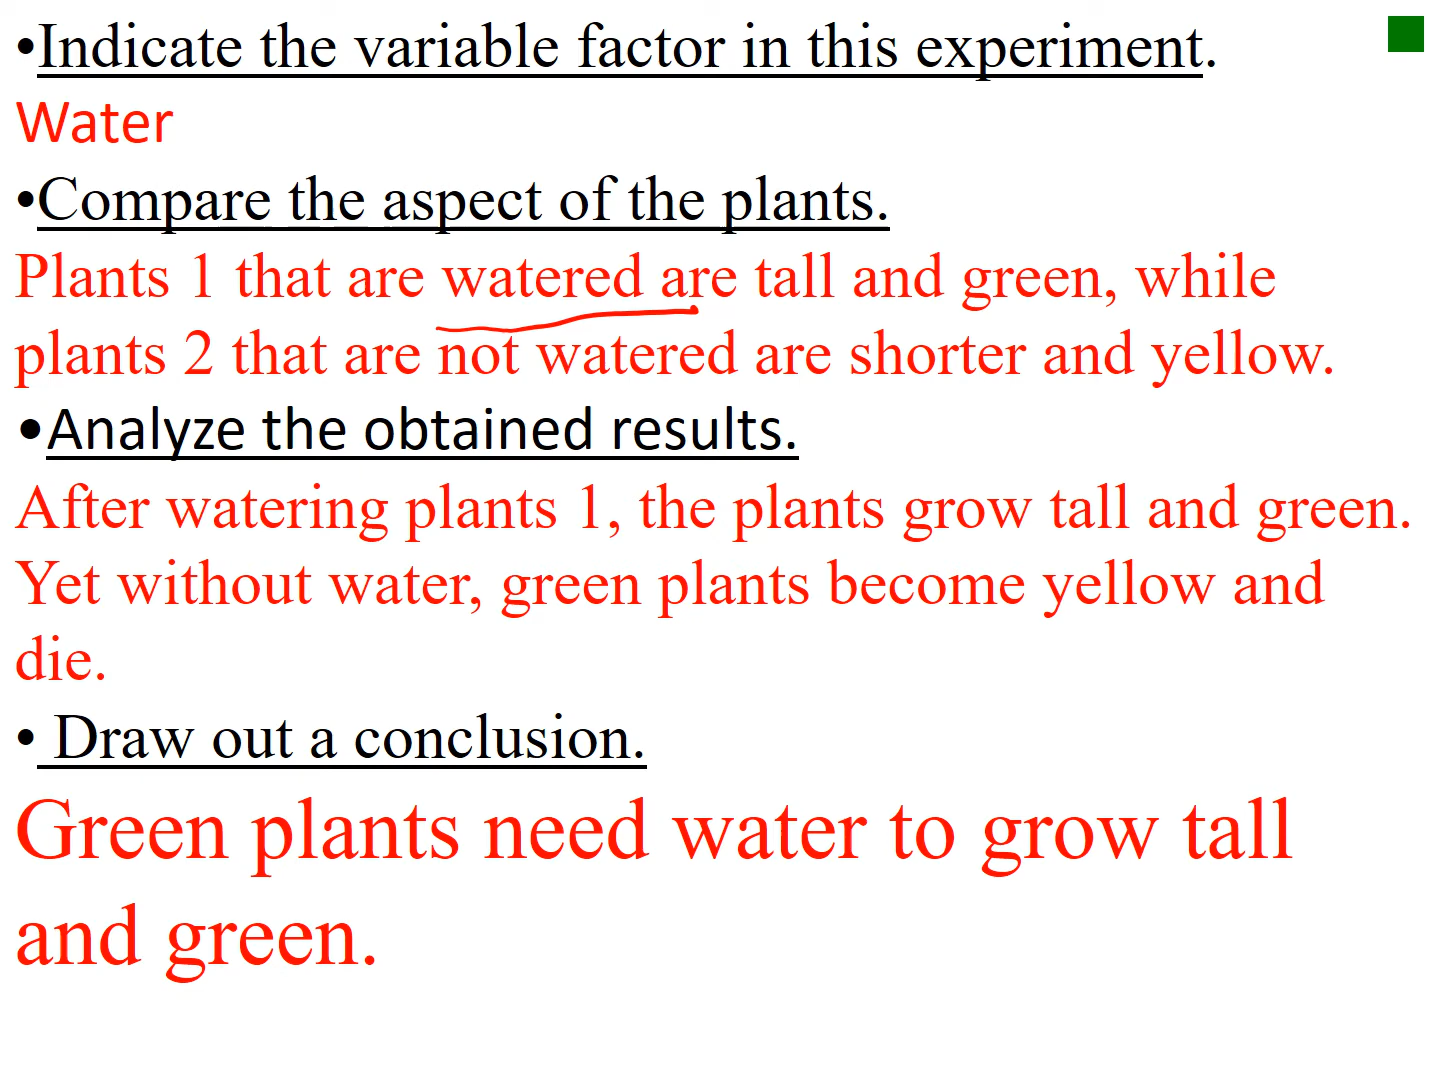 •Indicate the variable factor in this experiment.
Water
•Compare the aspect of the plants.
Plants 1 that are watered are tall and green, while
plants 2 that are not watered are shorter and yellow.
•Analyze the obtained results.
After watering plants 1, the plants grow tall and green.
Yet without water, green plants become yellow and
die.
• Draw out a conclusion.
Green plants need water to grow tall
and green.